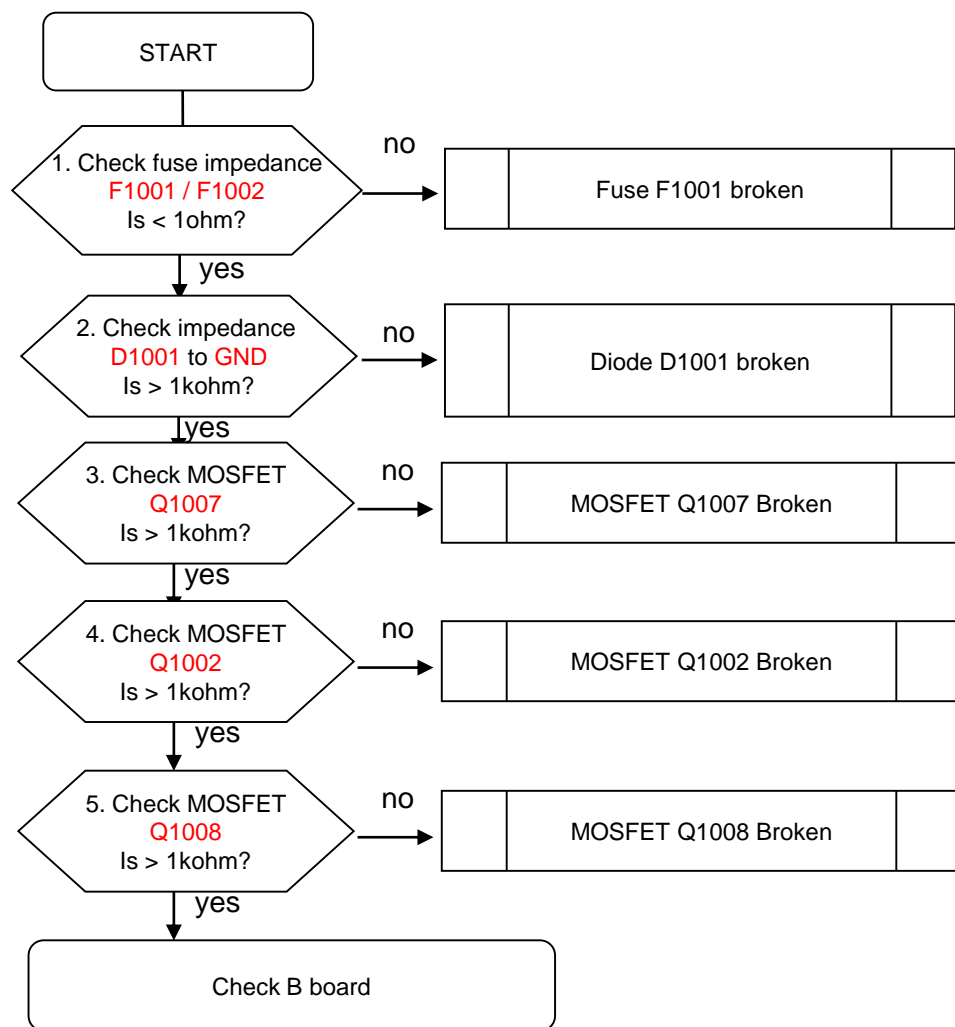 START
1. Check fuse impedance
F1001 / F1002
Is < 1ohm?
no
Fuse F1001 broken
yes
2. Check impedance
D1001 to GND
Is > 1kohm?
no
Diode D1001 broken
yes
3. Check MOSFET
Q1007
Is > 1kohm?
no
MOSFET Q1007 Broken
yes
4. Check MOSFET
Q1002
Is > 1kohm?
no
MOSFET Q1002 Broken
yes
5. Check MOSFET
Q1008
Is > 1kohm?
no
MOSFET Q1008 Broken
yes
Check B board